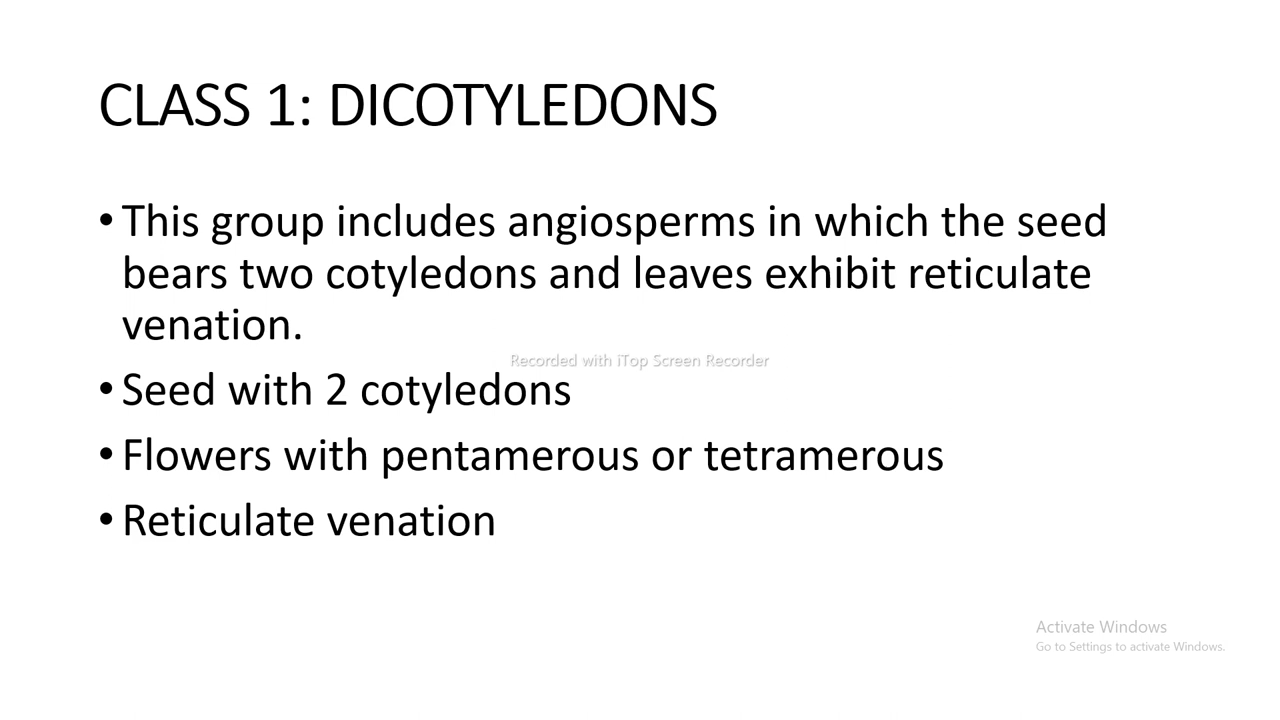 CLASS 1: DICOTYLEDONS
• This group includes angiosperms in which the seed
bears two cotyledons and leaves exhibit reticulate
venation.
Recorded with iTop Screen Recorder
• Seed with 2 cotyledons
• Flowers with pentamerous or tetramerous
• Reticulate venation
Activate Windows
Go to Settings to activate Windows.